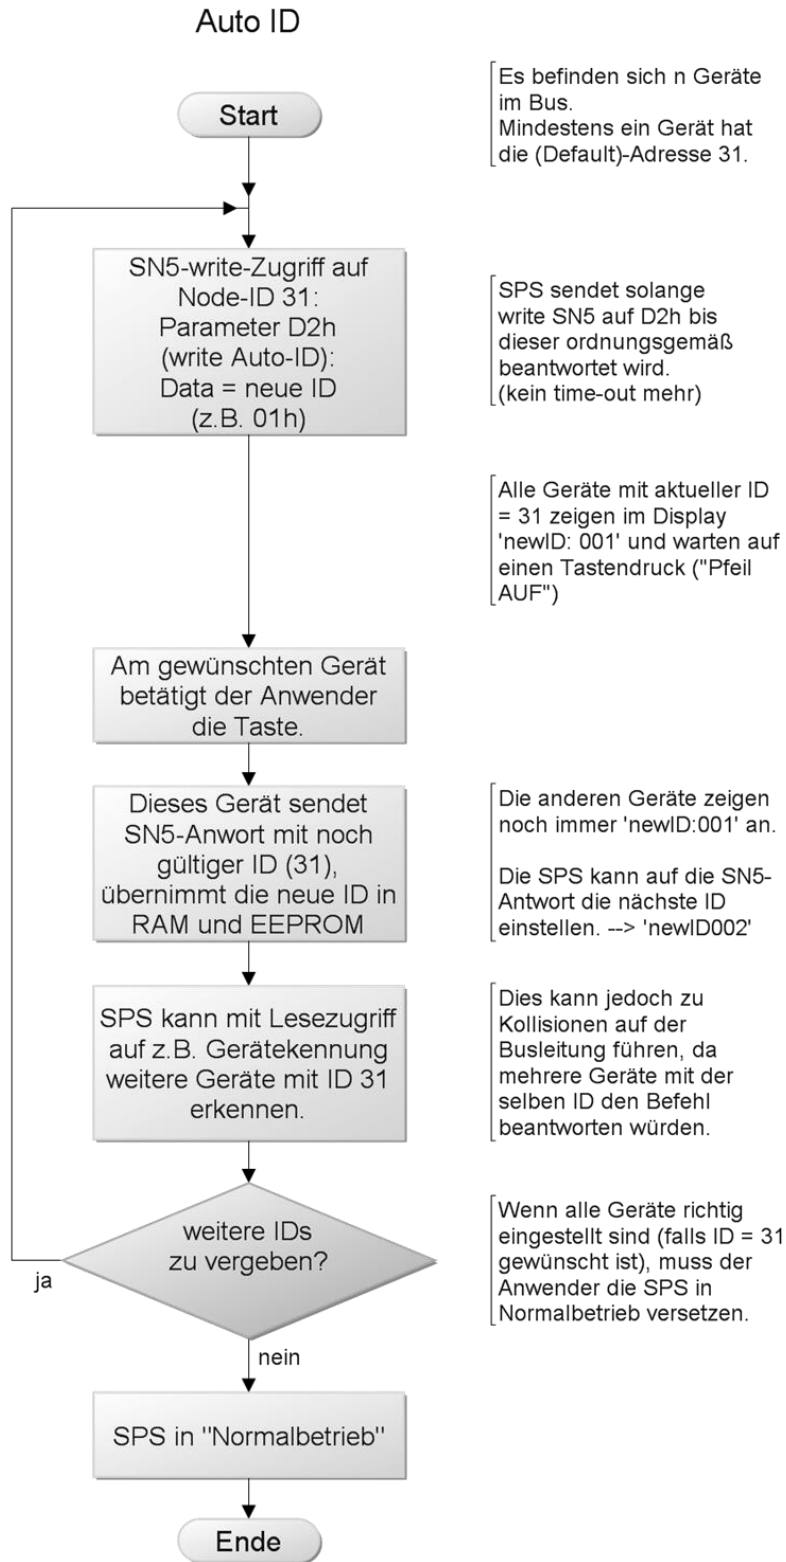 Auto ID
Start
Es befinden sich n Geräte
im Bus.
Mindestens ein Gerät hat
die (Default)-Adresse 31.
SN5-write-Zugriff auf
Node-ID 31:
Parameter D2h
(write Auto-ID):
Data = neue ID
(z.B. 01h)
SPS sendet solange
write SN5 auf D2h bis
dieser ordnungsgemäß
beantwortet wird.
(kein time-out mehr)
Alle Geräte mit aktueller ID
= 31 zeigen im Display
'newID: 001' und warten auf
einen Tastendruck ("Pfeil
AUF")
Am gewünschten Gerät
betätigt der Anwender
die Taste.
Dieses Gerät sendet
SN5-Anwort mit noch
gültiger ID (31),
übernimmt die neue ID in
RAM und EEPROM
Die anderen Geräte zeigen
noch immer 'newID:001' an.
Die SPS kann auf die SN5-
Antwort die nächste ID
einstellen. --> 'newID002'
SPS kann mit Lesezugriff
auf z.B. Gerätekennung
weitere Geräte mit ID 31
erkennen.
Dies kann jedoch zu
Kollisionen auf der
Busleitung führen, da
mehrere Geräte mit der
selben ID den Befehl
beantworten würden.
weitere IDs
zu vergeben?
Wenn alle Geräte richtig
eingestellt sind (falls ID = 31
gewünscht ist), muss der
Anwender die SPS in
Normalbetrieb versetzen.
ja
nein
SPS in "Normalbetrieb"
Ende